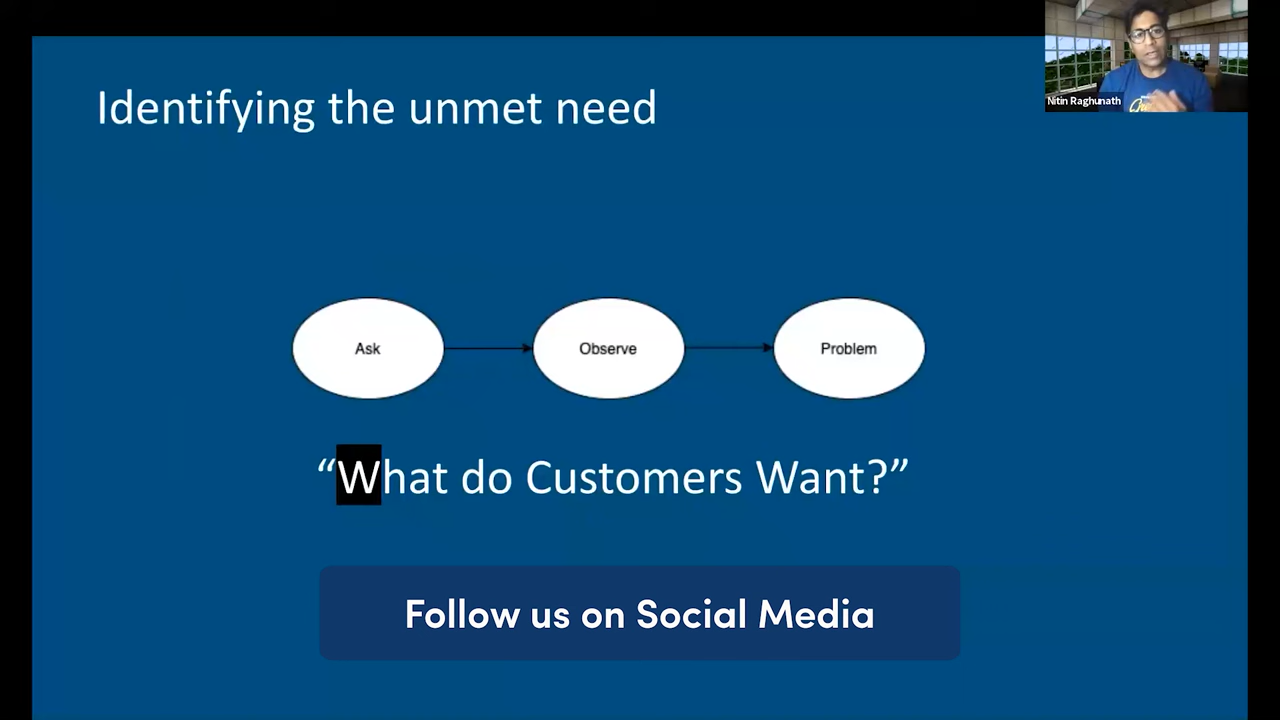 Identifying the unmet need
Nitin Raghunath
Ask
Observe
Problem
“What do Customers Want?”
Follow us on Social Media